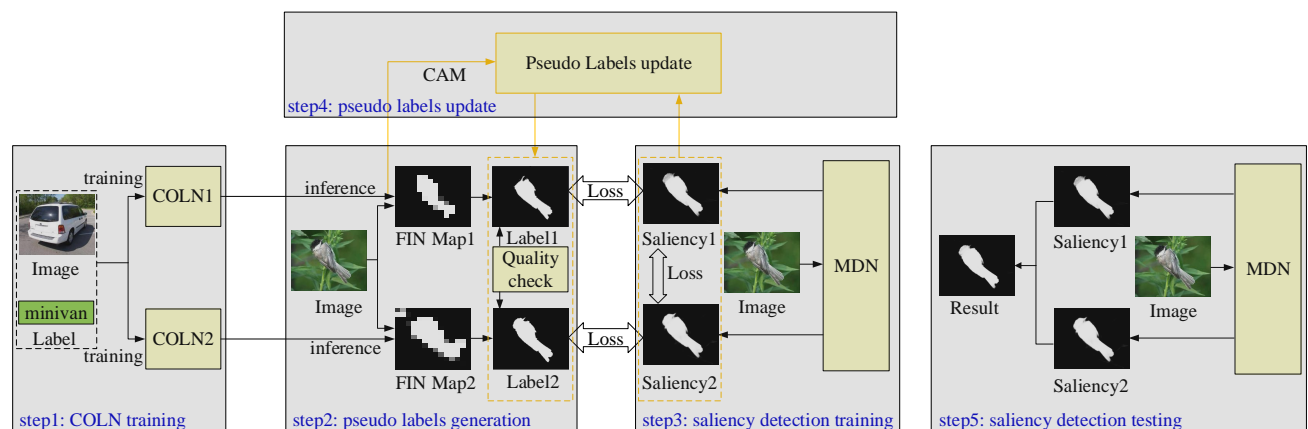 Pseudo Labels update
CAM
step4: pseudo labels update
training
COLN1
Image
minivan
Label
training
COLN2
step1: COLN training
inference
FIN Map1
Label1
Quality
check
Image
inference
FIN Map2
Label2
step2: pseudo labels generation
Loss
Loss
Saliency1
Loss
Image
MDN
Saliency2
step3: saliency detection training
Result
Saliency1
Image
MDN
Saliency2
step5: saliency detection testing